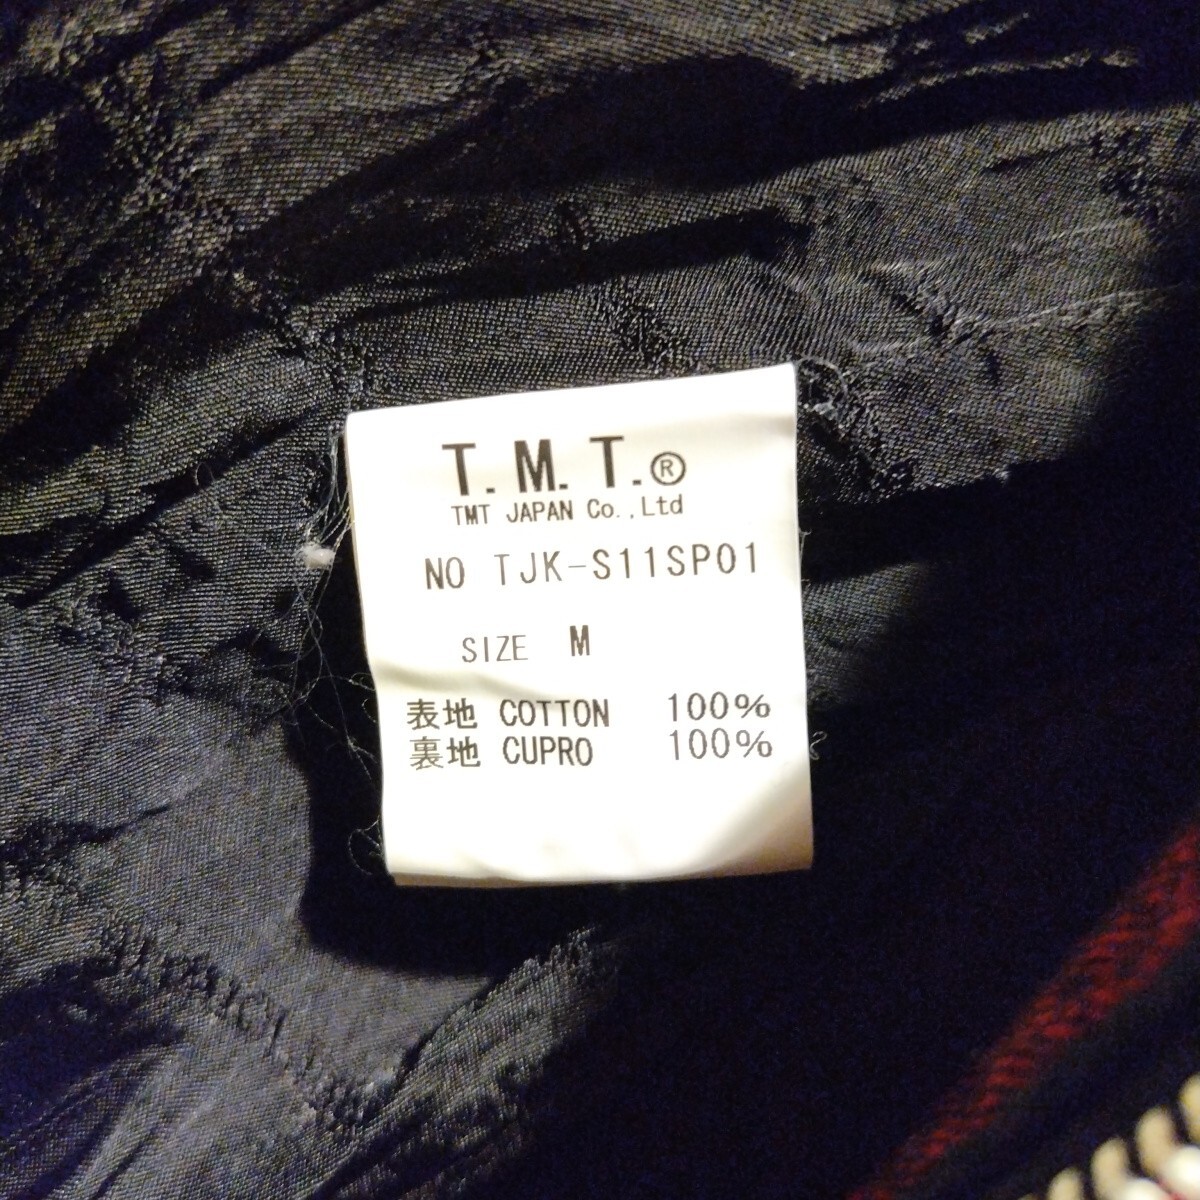 T.M.T.®
TMT JAPAN Co.,Ltd
NO TJK-S11SP01
SIZE M
表地 COTTON 100%
裏地 CUPRO 100%